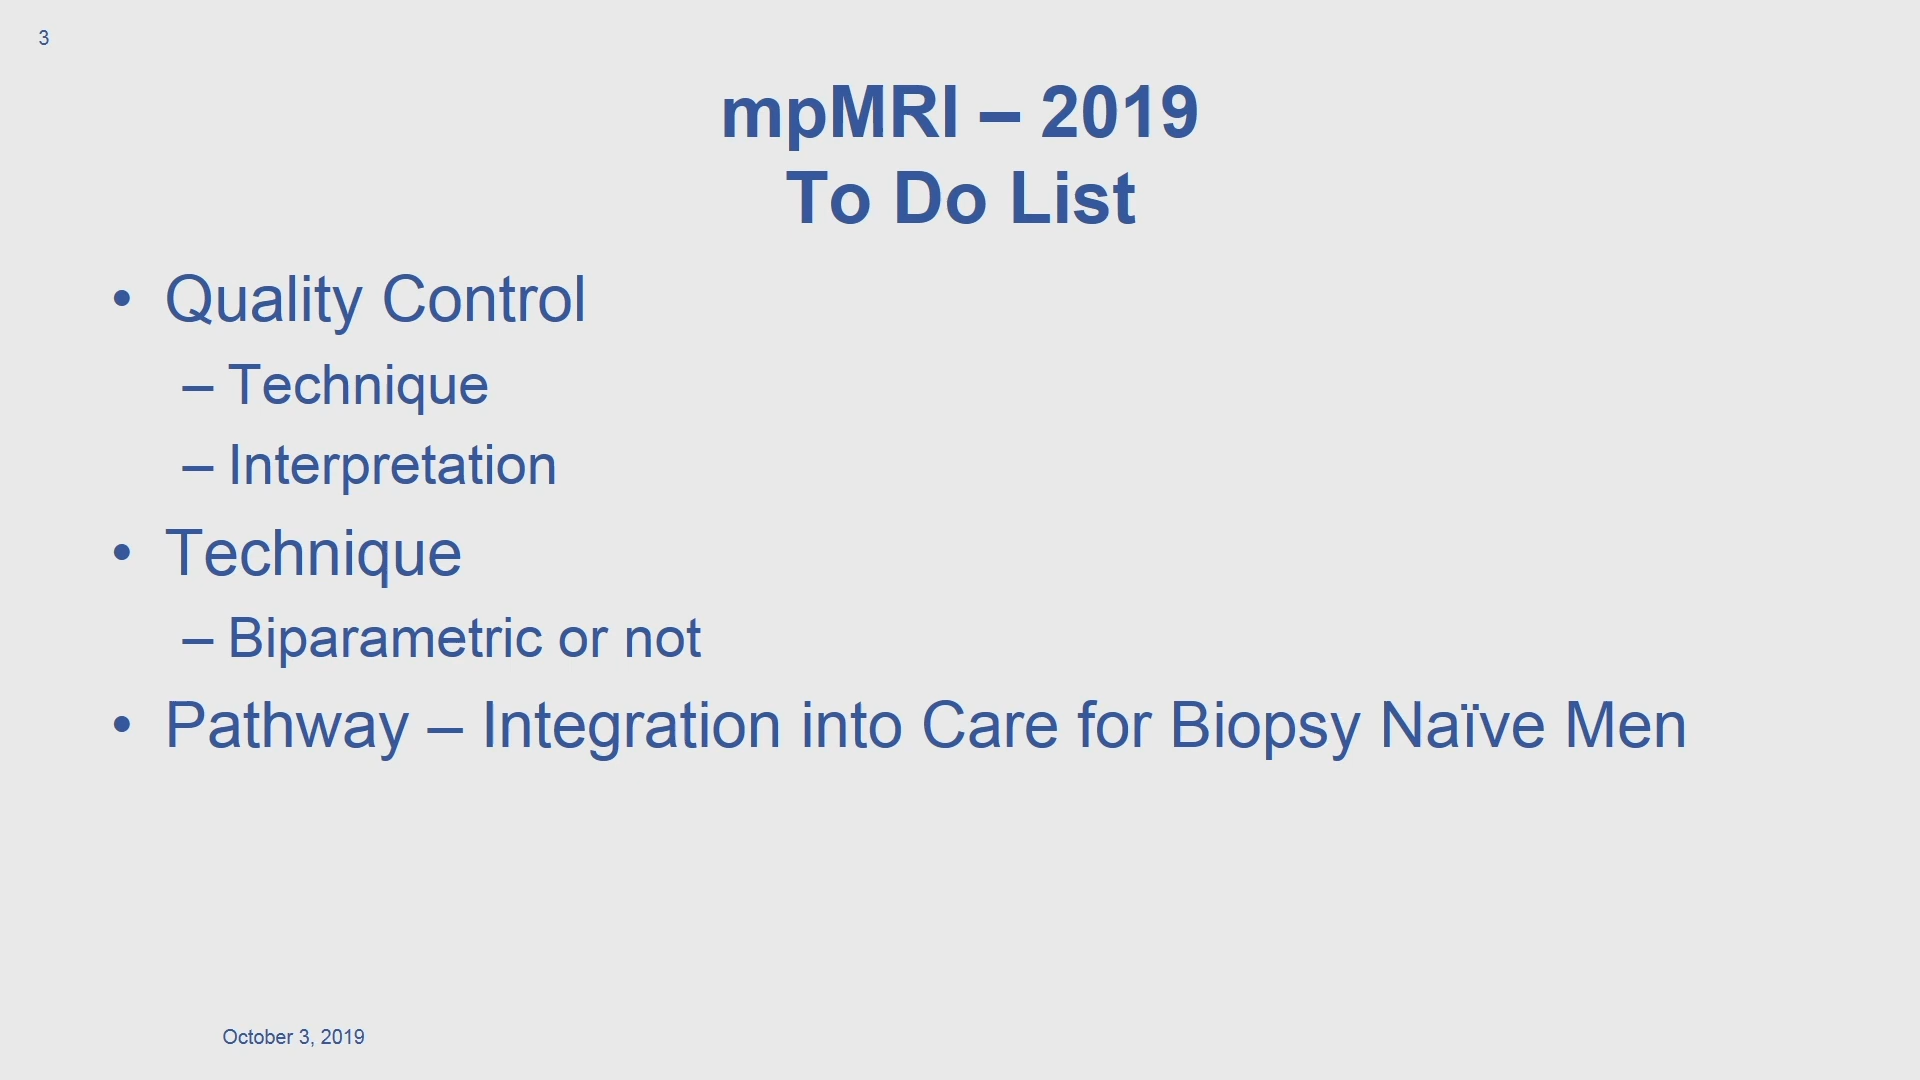 3
mpMRI – 2019
To Do List
• Quality Control
– Technique
– Interpretation
• Technique
– Biparametric or not
• Pathway – Integration into Care for Biopsy Naïve Men
October 3, 2019